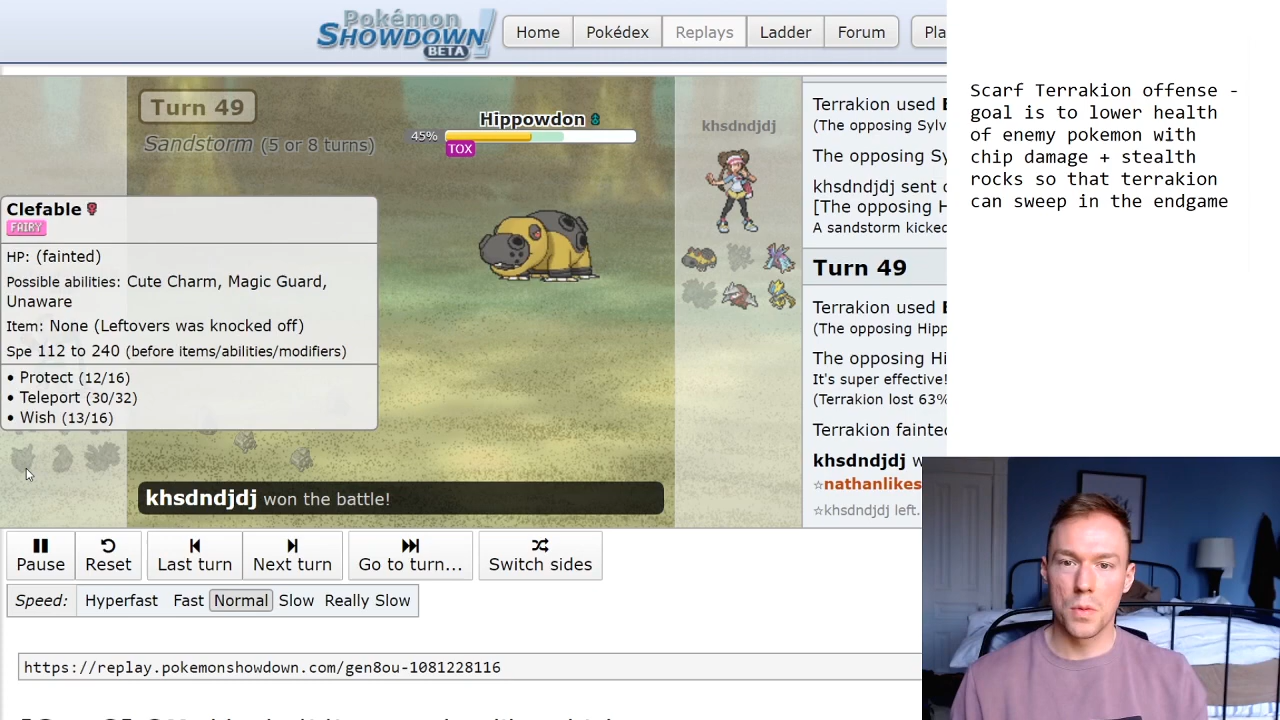 Pokémon
SHOWDOWN!
BETA
Home
Pokédex
Replays
Ladder
Forum
Pla
Turn 49
Sandstorm (5 or 8 turns)
Hippowdon
45%
TOX
khsdndjdj
Clefable
FAIRY
HP: (fainted)
Possible abilities: Cute Charm, Magic Guard,
Unaware
Item: None (Leftovers was knocked off)
Spe 112 to 240 (before items/abilities/modifiers)
• Protect (12/16)
• Teleport (30/32)
• Wish (13/16)
khsdndjdj won the battle!
Terrakion used
(The opposing Sylv
The opposing Sy
khsdndjdj sent
[The opposing H
A sandstorm kicked
Turn 49
Terrakion used
(The opposing Hipp
The opposing Hi
It's super effective!
(Terrakion lost 63%
Terrakion fainted
khsdndjdj w
☆nathanlikes
☆khsdndjdj left.
Scarf Terrakion offense -
goal is to lower health
of enemy pokemon with
chip damage + stealth
rocks so that terrakion
can sweep in the endgame
Pause
Reset
Last turn
Next turn
Go to turn...
Switch sides
Speed:
Hyperfast
Fast
Normal
Slow
Really Slow
https://replay.pokemonshowdown.com/gen8ou-1081228116